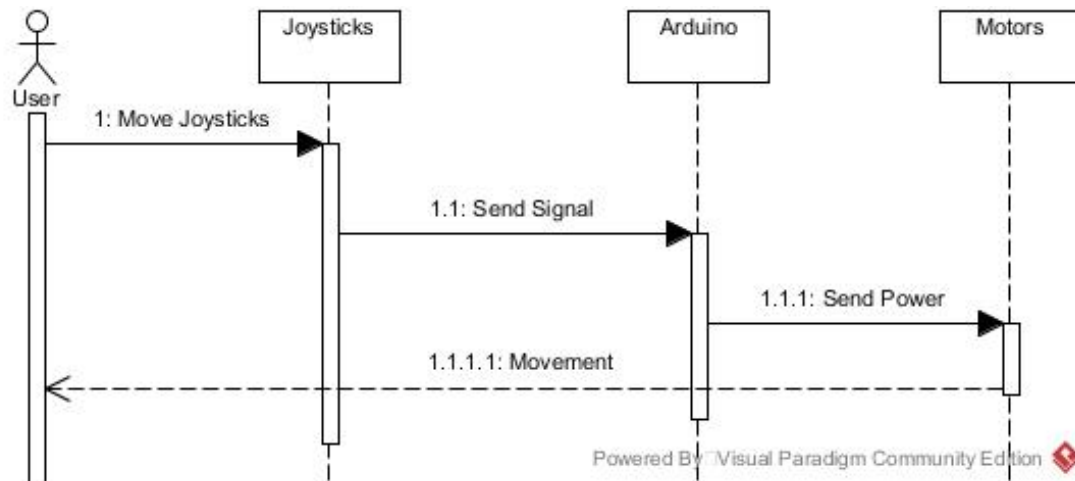 Joysticks
Arduino
Motors
User
1: Move Joysticks
1.1: Send Signal
1.1.1: Send Power
1.1.1.1: Movement
Powered By Visual Paradigm Community Edition